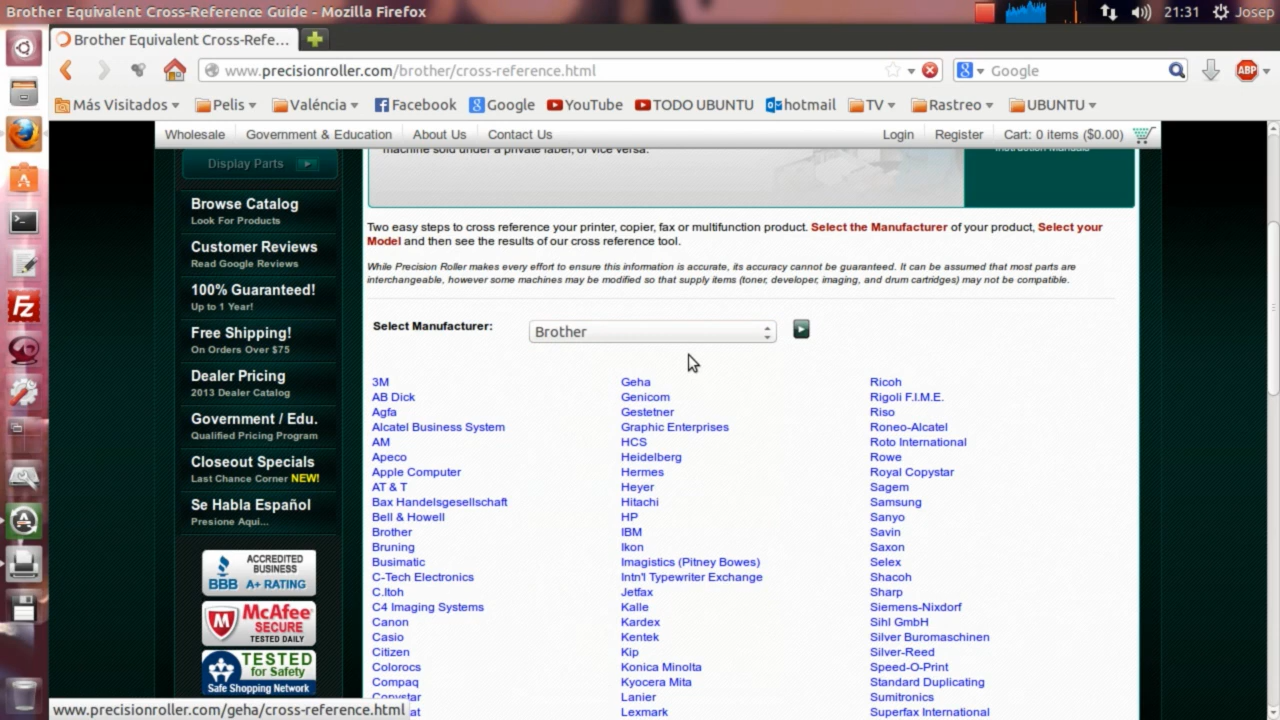 Brother Equivalent Cross-Reference Guide - Mozilla Firefox
21:31
Josep
Brother Equivalent Cross-Refe...
www.precisionroller.com/brother/cross-reference.html
Google
ABP
Más Visitados
Pelis
Valéncia
Facebook
Google
YouTube
TODO UBUNTU
hotmail
TV
Rastreo
UBUNTU
Wholesale
Government & Education
About Us
Contact Us
Login
Register
Cart: 0 items ($0.00)
machine sold under a private label, or vice versa.
Instruction Manuals
Display Parts
Browse Catalog
Look For Products
Customer Reviews
Read Google Reviews
100% Guaranteed!
Up to 1 Year!
Free Shipping!
On Orders Over $75
Dealer Pricing
2013 Dealer Catalog
Government / Edu.
Qualified Pricing Program
Closeout Specials
Last Chance Corner NEW!
Se Habla Español
Presione Aqui...
ACCREDITED
BUSINESS
BBB A+ RATING
McAfee
SECURE
TESTED DAILY
TESTED
for Safety
Safe Shopping Network
Two easy steps to cross reference your printer, copier, fax or multifunction product. Select the Manufacturer of your product, Select your
Model and then see the results of our cross reference tool.
While Precision Roller makes every effort to ensure this information is accurate, its accuracy cannot be guaranteed. It can be assumed that most parts are
interchangeable, however some machines may be modified so that supply items (toner, developer, imaging, and drum cartridges) may not be compatible.
Select Manufacturer:
Brother
3M
AB Dick
Agfa
Alcatel Business System
AM
Apeco
Apple Computer
AT & T
Bax Handelsgesellschaft
Bell & Howell
Brother
Bruning
Busimatic
C-Tech Electronics
C.Itoh
C4 Imaging Systems
Canon
Casio
Citizen
Colorocs
Compaq
Copystar
Geha
Genicom
Gestetner
Graphic Enterprises
HCS
Heidelberg
Hermes
Heyer
Hitachi
HP
IBM
Ikon
Imagistics (Pitney Bowes)
Intn'l Typewriter Exchange
Jetfax
Kalle
Kardex
Kentek
Kip
Konica Minolta
Kyocera Mita
Lanier
Lexmark
Ricoh
Rigoli F.I.M.E.
Riso
Roneo-Alcatel
Roto International
Rowe
Royal Copystar
Sagem
Samsung
Sanyo
Savin
Saxon
Selex
Shacoh
Sharp
Siemens-Nixdorf
Sihl GmbH
Silver Buromaschinen
Silver-Reed
Speed-O-Print
Standard Duplicating
Sumitronics
Superfax International
www.precisionroller.com/geha/cross-reference.html